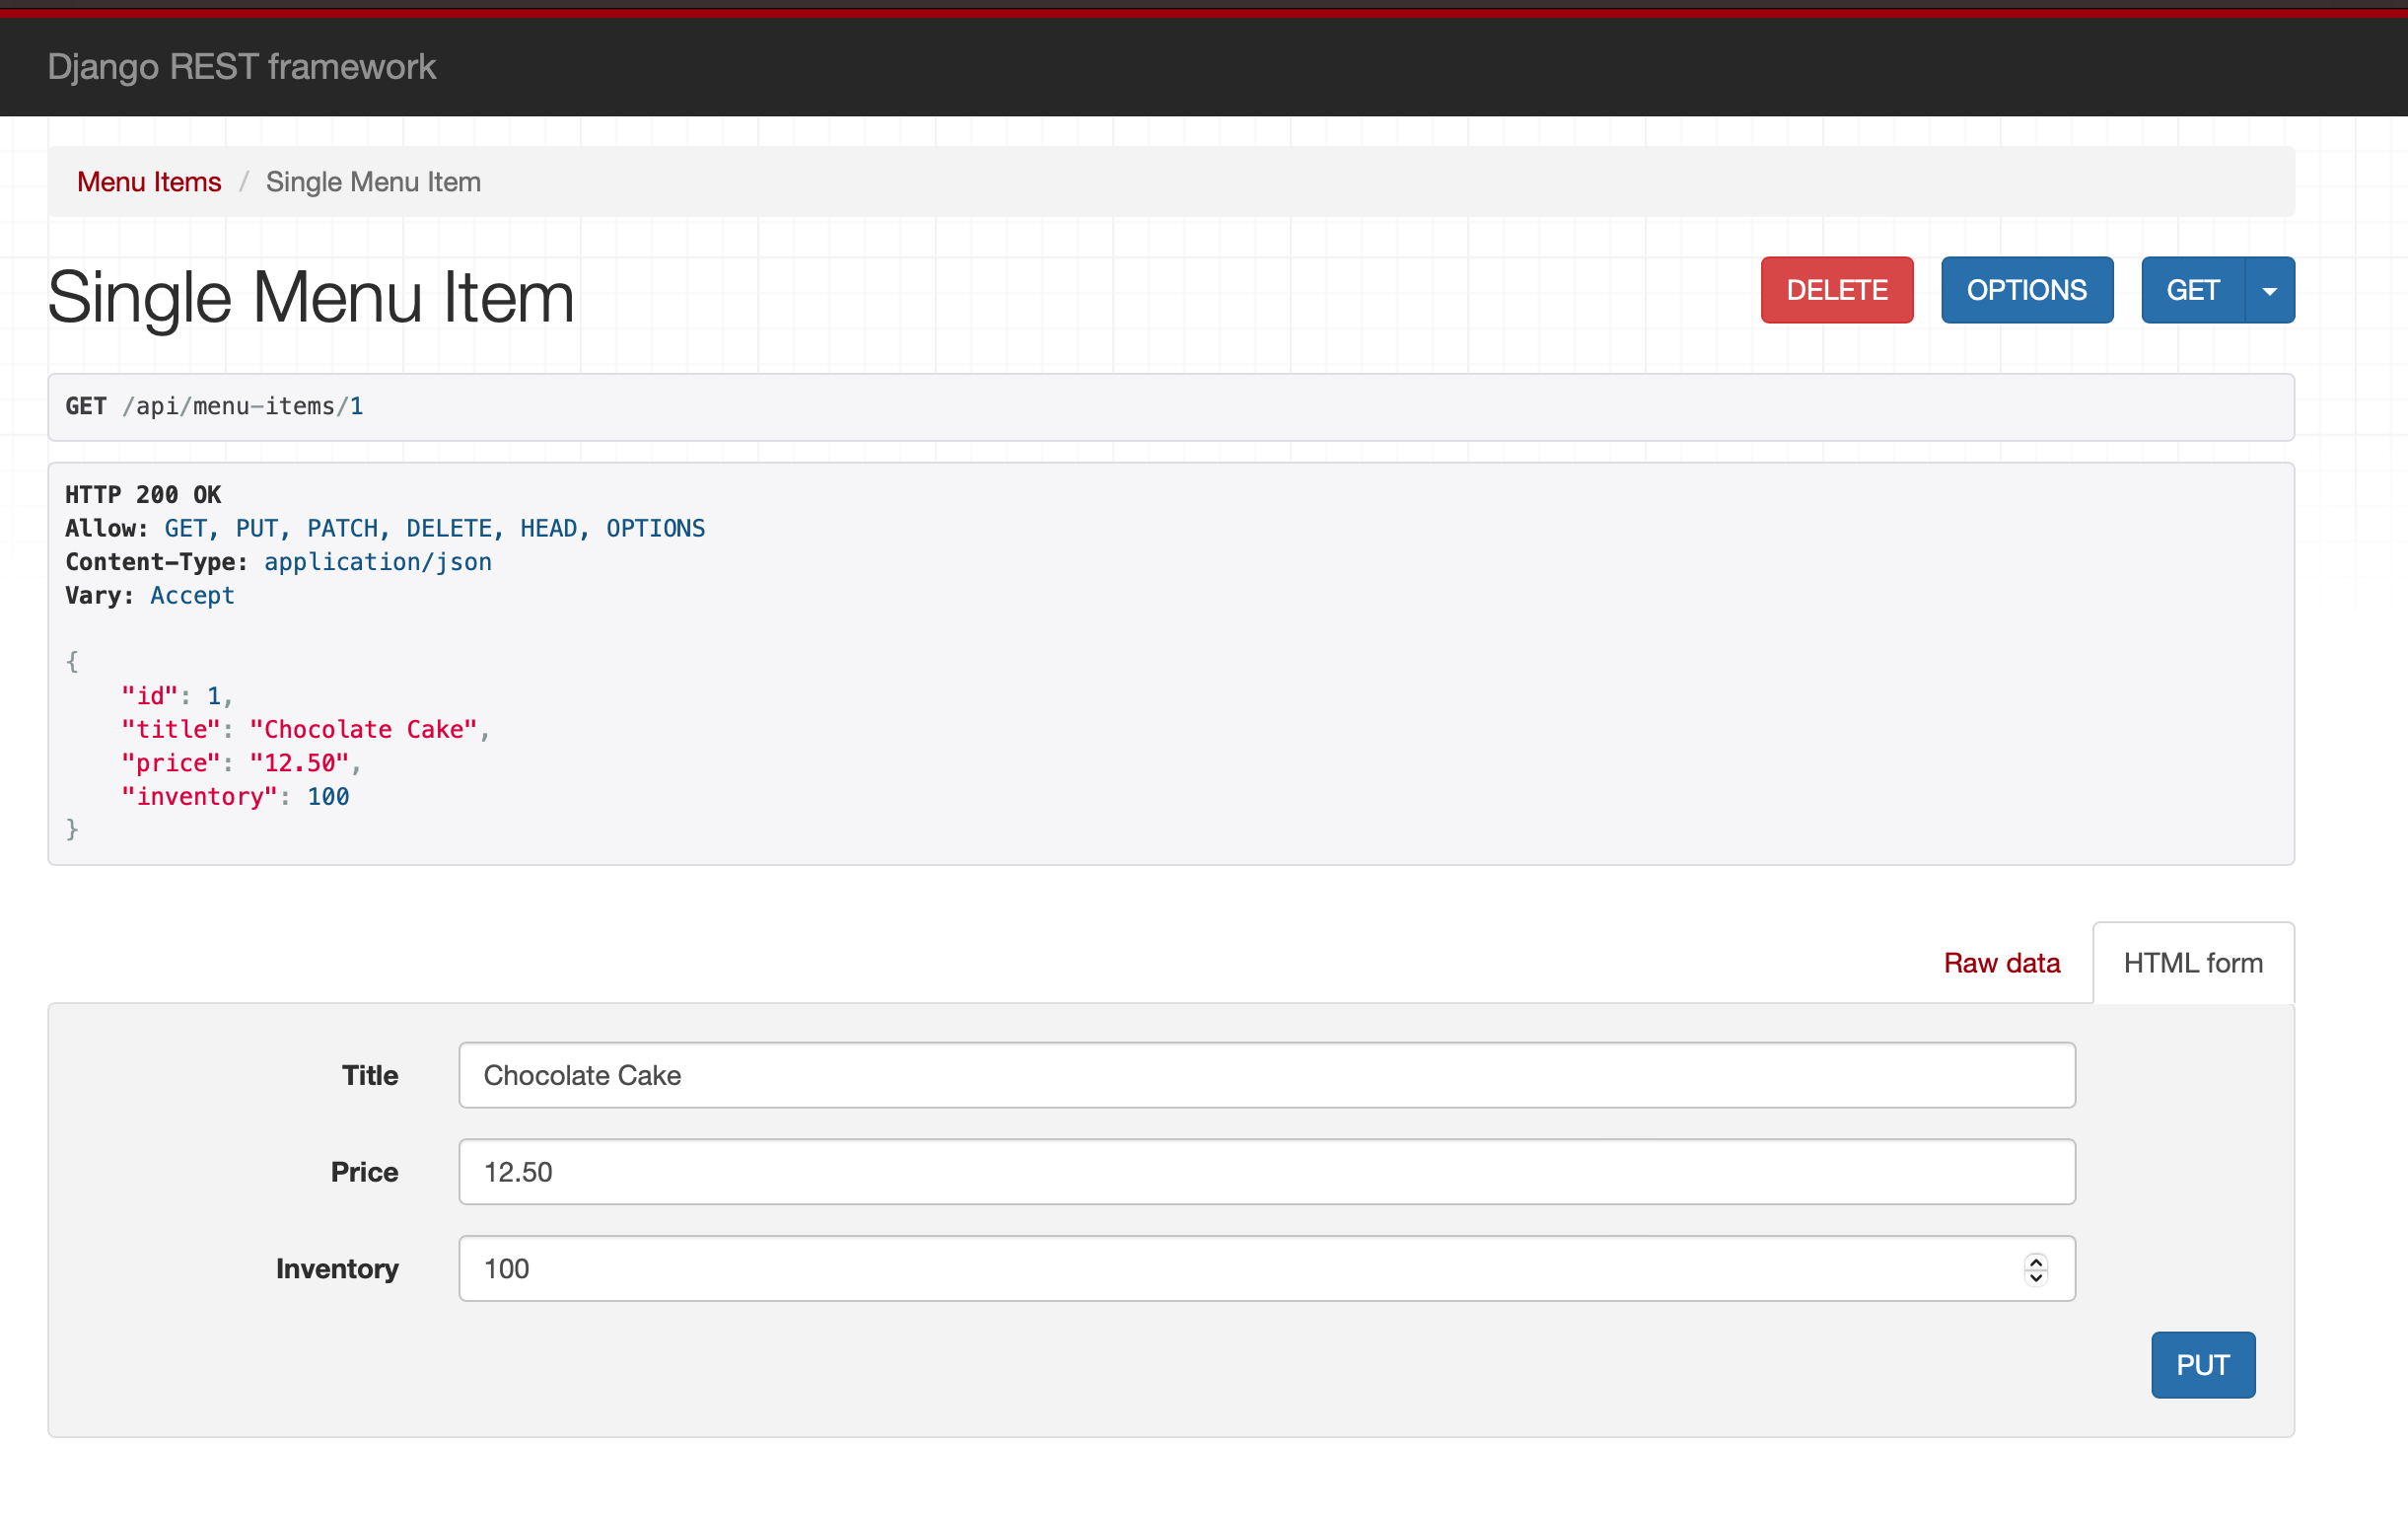 Django REST framework
Menu Items / Single Menu Item
Single Menu Item
DELETE OPTIONS GET
GET /api/menu-items/1
HTTP 200 OK
Allow: GET, PUT, PATCH, DELETE, HEAD, OPTIONS
Content-Type: application/json
Vary: Accept
{
    "id": 1,
    "title": "Chocolate Cake",
    "price": "12.50",
    "inventory": 100
}
Raw data HTML form
Title Chocolate Cake
Price 12.50
Inventory 100
PUT